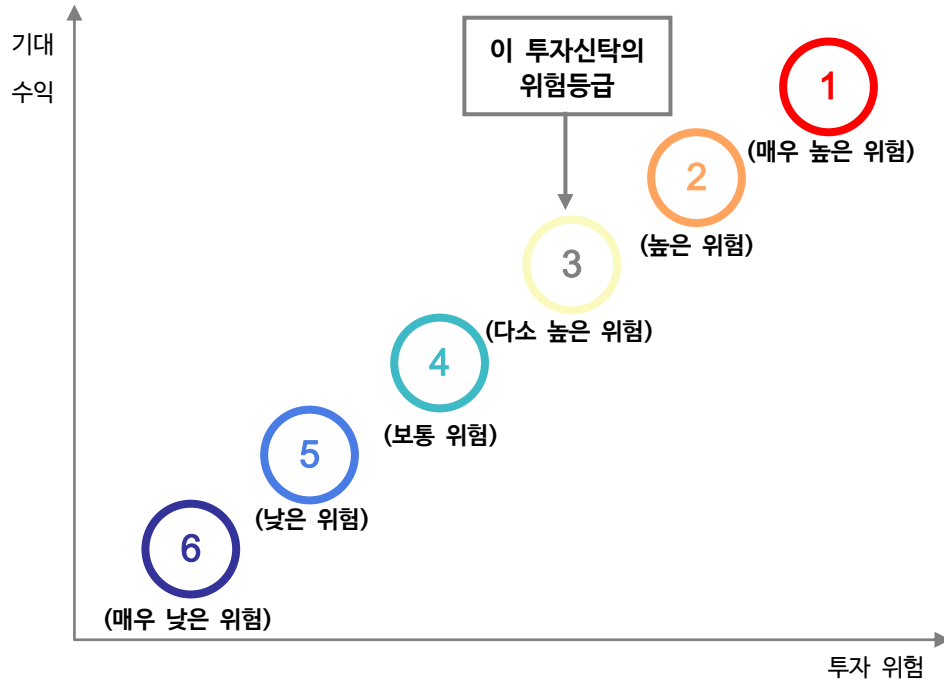 기대
수익
이 투자신탁의
위험등급
1
(매우 높은 위험)
2
(높은 위험)
3
(다소 높은 위험)
4
(보통 위험)
5
(낮은 위험)
6
(매우 낮은 위험)
투자 위험